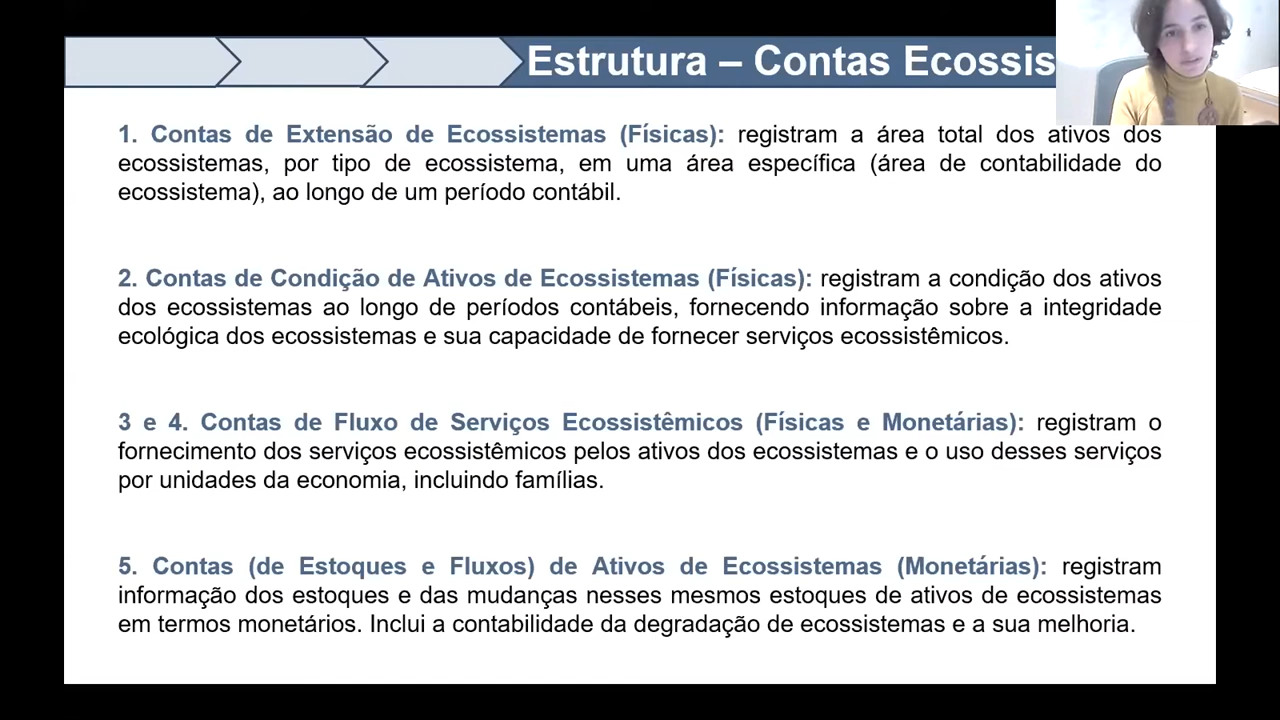 Estrutura – Contas Ecossis
1. Contas de Extensão de Ecossistemas (Físicas): registram a área total dos ativos dos
ecossistemas, por tipo de ecossistema, em uma área específica (área de contabilidade do
ecossistema), ao longo de um período contábil.
2. Contas de Condição de Ativos de Ecossistemas (Físicas): registram a condição dos ativos
dos ecossistemas ao longo de períodos contábeis, fornecendo informação sobre a integridade
ecológica dos ecossistemas e sua capacidade de fornecer serviços ecossistêmicos.
3 e 4. Contas de Fluxo de Serviços Ecossistêmicos (Físicas e Monetárias): registram o
fornecimento dos serviços ecossistêmicos pelos ativos dos ecossistemas e o uso desses serviços
por unidades da economia, incluindo famílias.
5. Contas (de Estoques e Fluxos) de Ativos de Ecossistemas (Monetárias): registram
informação dos estoques e das mudanças nesses mesmos estoques de ativos de ecossistemas
em termos monetários. Inclui a contabilidade da degradação de ecossistemas e a sua melhoria.